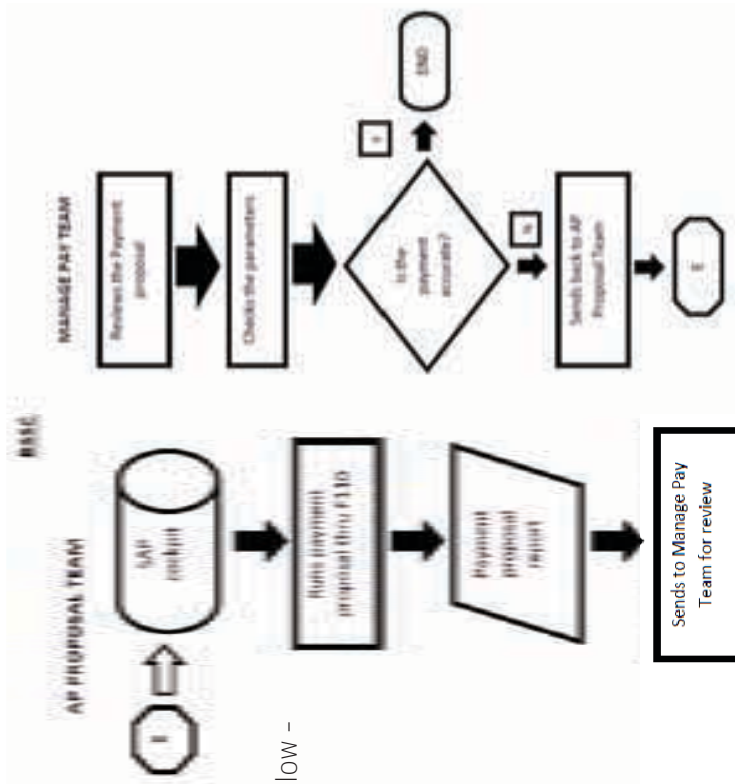 BSSC
AP PROPOSAL TEAM
E
SAP
cockpit
Runs payment
proposal thru F110
Payment
proposal
report
Sends to Manage Pay
Team for review
low –
MANAGE PAY TEAM
Reviews the Payment
proposal
Checks the parameters
Is the
payment
accurate?
END
N
Sends back to AP
Proposal Team
E